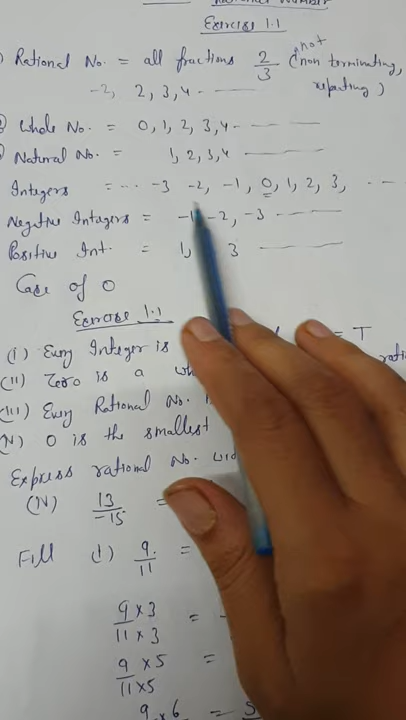 Rational Number
Exercise 1.1
Rational No. = all fractions 2/3 (not non terminating, repeating)
-2, 2, 3, 4 -
Whole No. = 0, 1, 2, 3, 4 -
Natural No. = 1, 2, 3, 4 -
Integers = ... -3 -2, -1, 0, 1, 2, 3, ...
Negative Integers = -1 -2, -3 -
Positive Int. = 1, 3 -
Case of 0
Exercise 1.1
(i) Every Integer is = T
(ii) Zero is a
(iii) Every Rational No.
(iv) 0 is the smallest
Express rational No.
(iv) 13/-15 =
Fill (i) 9/11 =
9×3/11×3 =
9×5/11×5 =
9×6 =